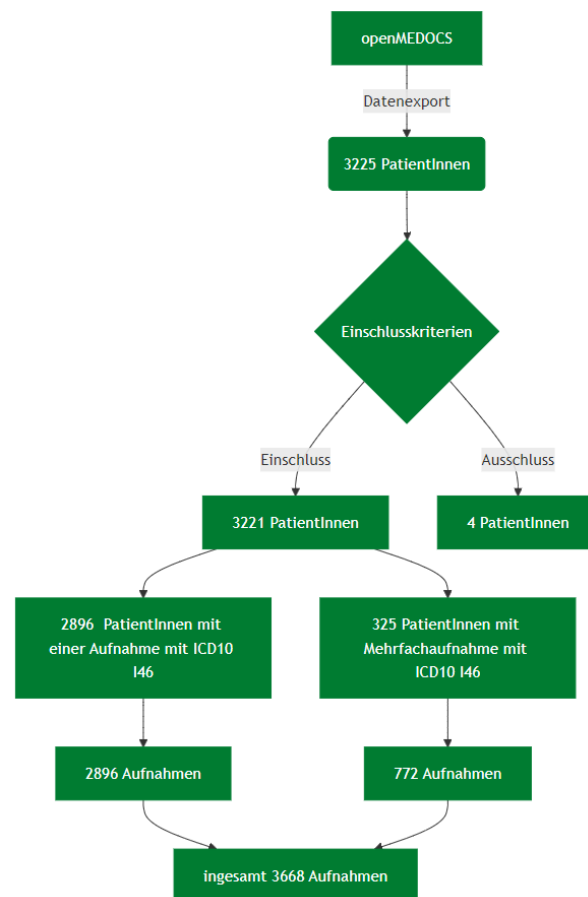 openMEDOCS
Datenexport
3225 PatientInnen
Einschlusskriterien
Einschluss
Ausschluss
3221 PatientInnen
4 PatientInnen
2896 PatientInnen mit
einer Aufnahme mit ICD10
I46
325 PatientInnen mit
Mehrfachaufnahme mit
ICD10 I46
2896 Aufnahmen
772 Aufnahmen
ingesamt 3668 Aufnahmen